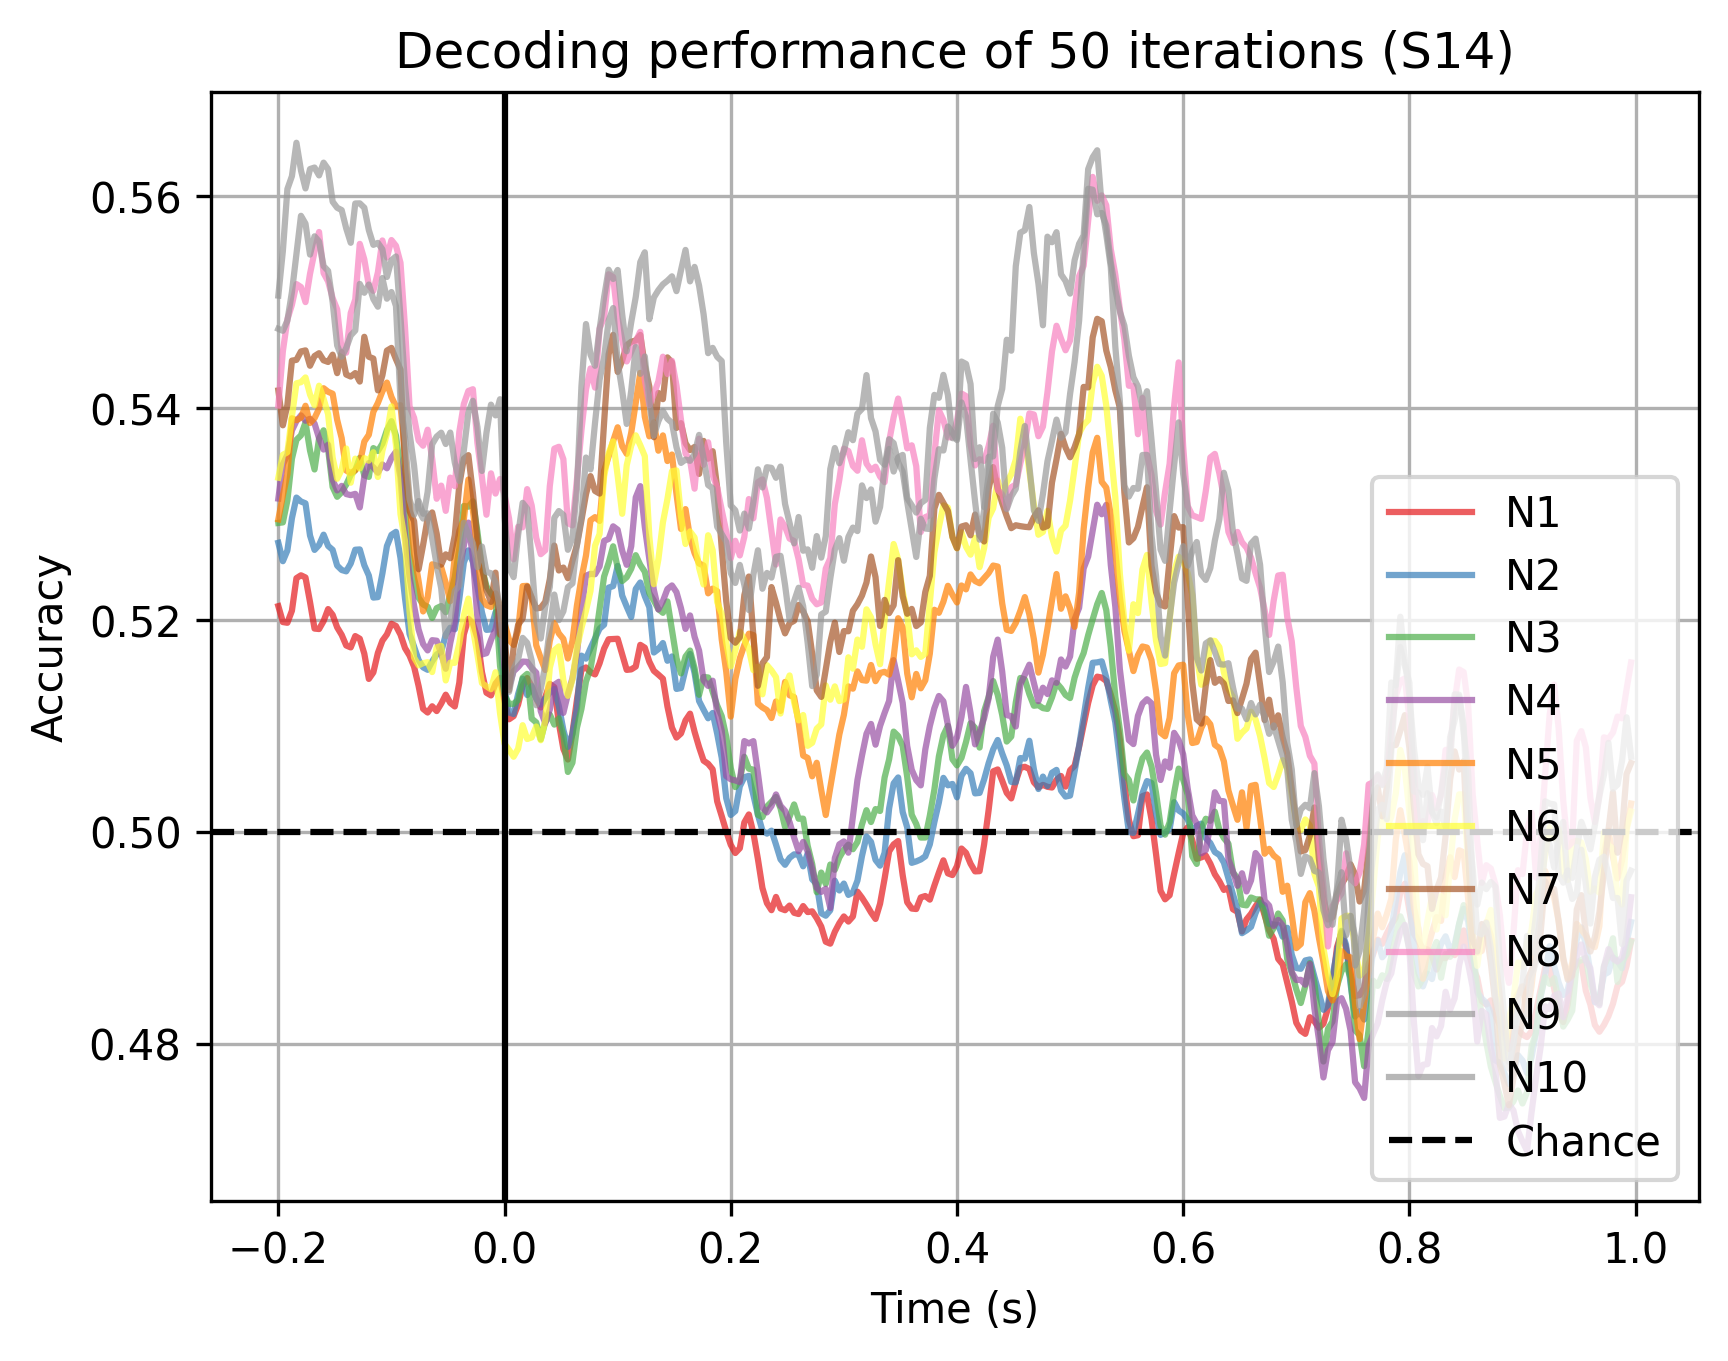 Decoding performance of 50 iterations (S14)
0.56
0.54
0.52
0.50
0.48
Accuracy
N1
N2
N3
N4
N5
N6
N7
N8
N9
N10
Chance
−0.2 0.0 0.2 0.4 0.6 0.8 1.0
Time (s)